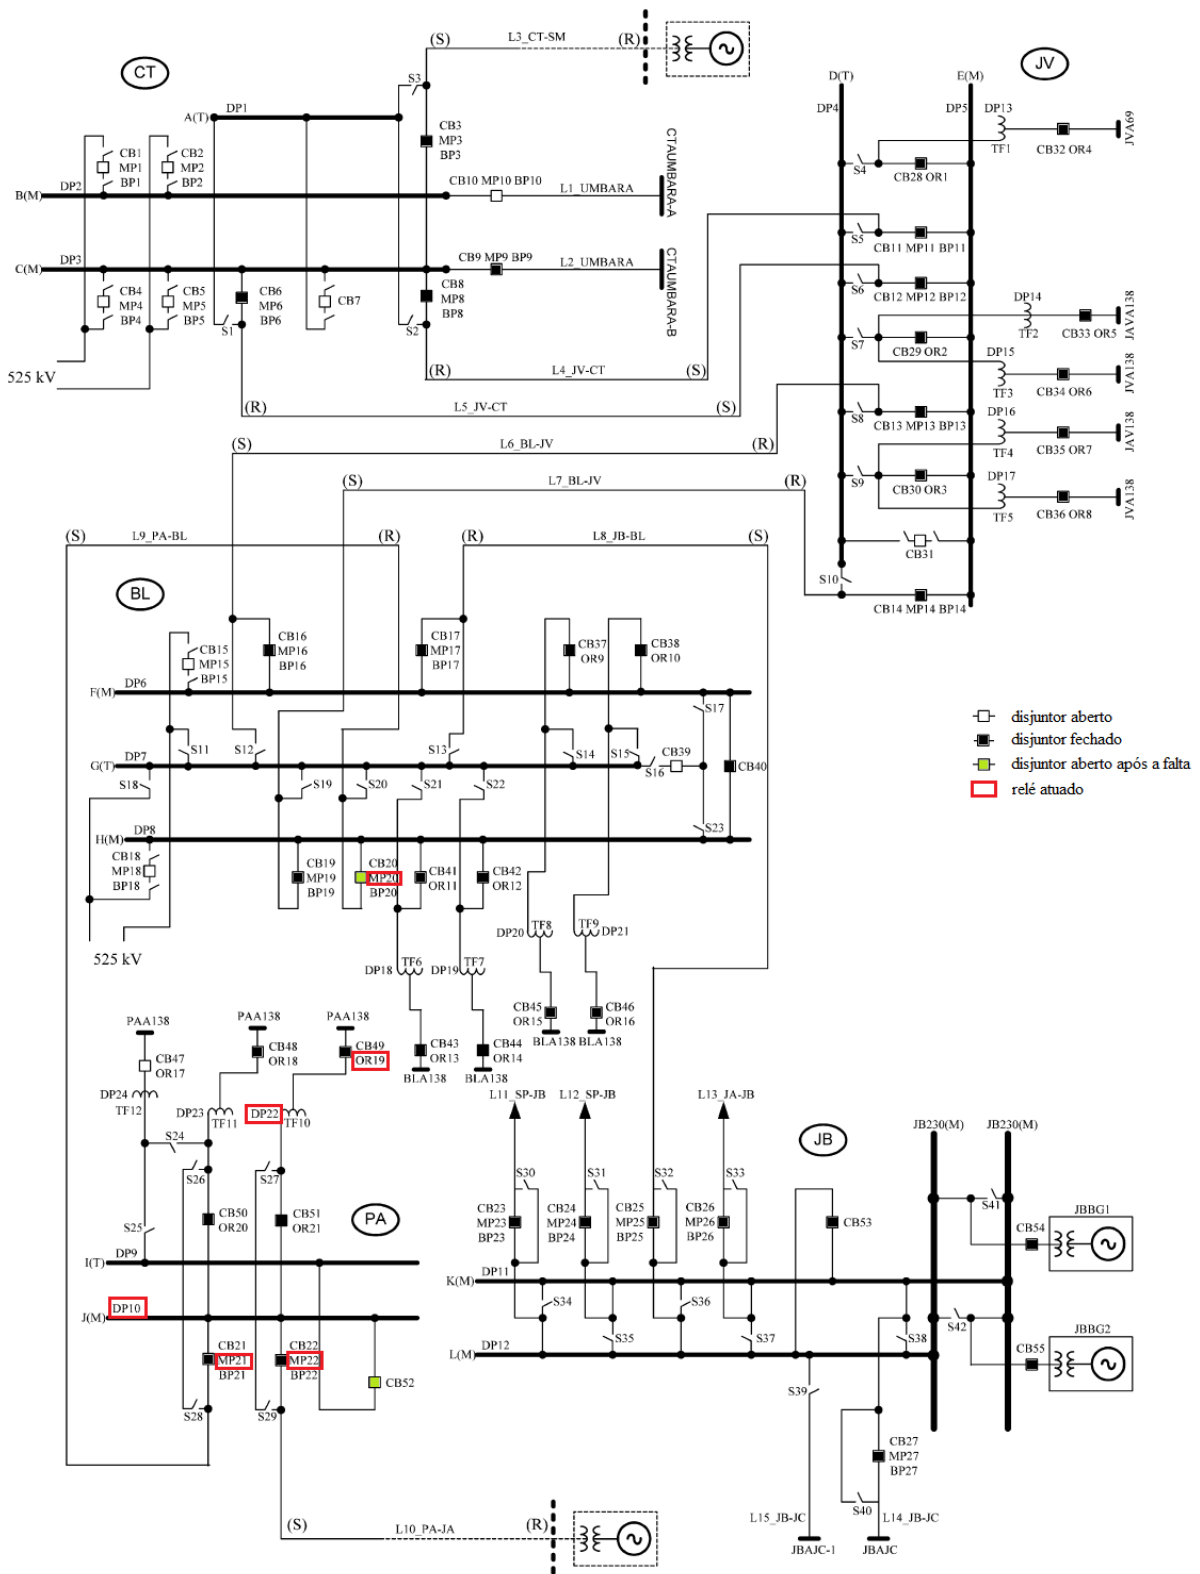 L3_CT-SM
(S)
(R)
CT
JV
D(T)
E(M)
S3
DP1
A(T)
DP4
DP5
DP13
JVA69
CB1
MP1
BP1
CB2
MP2
BP2
CB3
MP3
BP3
TF1
CB32 OR4
S4
CB28 OR1
CTAUMBARA-A
CB10 MP10 BP10
L1_UMBARA
B(M)
DP2
S5
CB11 MP11 BP11
C(M)
DP3
CB9 MP9 BP9
L2_UMBARA
CTAUMBARA-B
CB4
MP4
BP4
CB5
MP5
BP5
CB6
MP6
BP6
CB7
CB8
MP8
BP8
S1
S2
S6
CB12 MP12 BP12
DP14
TF2
CB33 OR5
JAVA138
S7
CB29 OR2
DP15
TF3
CB34 OR6
JVA138
525 kV
(R)
L4_JV-CT
(S)
(R)
L5_JV-CT
(S)
S8
CB13 MP13 BP13
DP16
TF4
CB35 OR7
JAV138
(S)
L6_BL-JV
(R)
S9
CB30 OR3
DP17
TF5
CB36 OR8
JVA138
(S)
L7_BL-JV
(R)
(S)
L9_PA-BL
(R)
(R)
L8_JB-BL
(S)
CB31
S10
CB14 MP14 BP14
BL
CB15
MP15
BP15
CB16
MP16
BP16
CB17
MP17
BP17
CB37
OR9
CB38
OR10
F(M)
DP6
S17
S11
S12
S13
S14
S15
S16
CB39
CB40
G(T)
DP7
S18
S19
S20
S21
S22
S23
H(M)
DP8
CB18
MP18
BP18
CB19
MP19
BP19
CB20
MP20
BP20
CB41
OR11
CB42
OR12
disjuntor aberto
disjuntor fechado
disjuntor aberto após a falta
relé atuado
525 kV
DP18
TF6
DP19
TF7
DP20
TF8
TF9
DP21
CB45
OR15
CB46
OR16
BLA138
BLA138
CB43
OR13
CB44
OR14
BLA138
BLA138
PAA138
PAA138
PAA138
CB47
OR17
CB48
OR18
CB49
OR19
DP24
TF12
DP23
TF11
DP22
TF10
S24
S26
S27
S25
CB50
OR20
CB51
OR21
PA
I(T)
DP9
J(M)
DP10
CB21
MP21
BP21
CB22
MP22
BP22
CB52
S28
S29
(S)
L10_PA-JA
(R)
L11_SP-JB
L12_SP-JB
L13_JA-JB
JB
JB230(M)
JB230(M)
S30
S31
S32
S33
CB23
MP23
BP23
CB24
MP24
BP24
CB25
MP25
BP25
CB26
MP26
BP26
CB53
S41
CB54
JBBG1
K(M)
DP11
S34
S35
S36
S37
S38
S42
L(M)
DP12
CB55
JBBG2
S39
CB27
MP27
BP27
S40
L15_JB-JC
L14_JB-JC
JBAJC-1
JBAJC